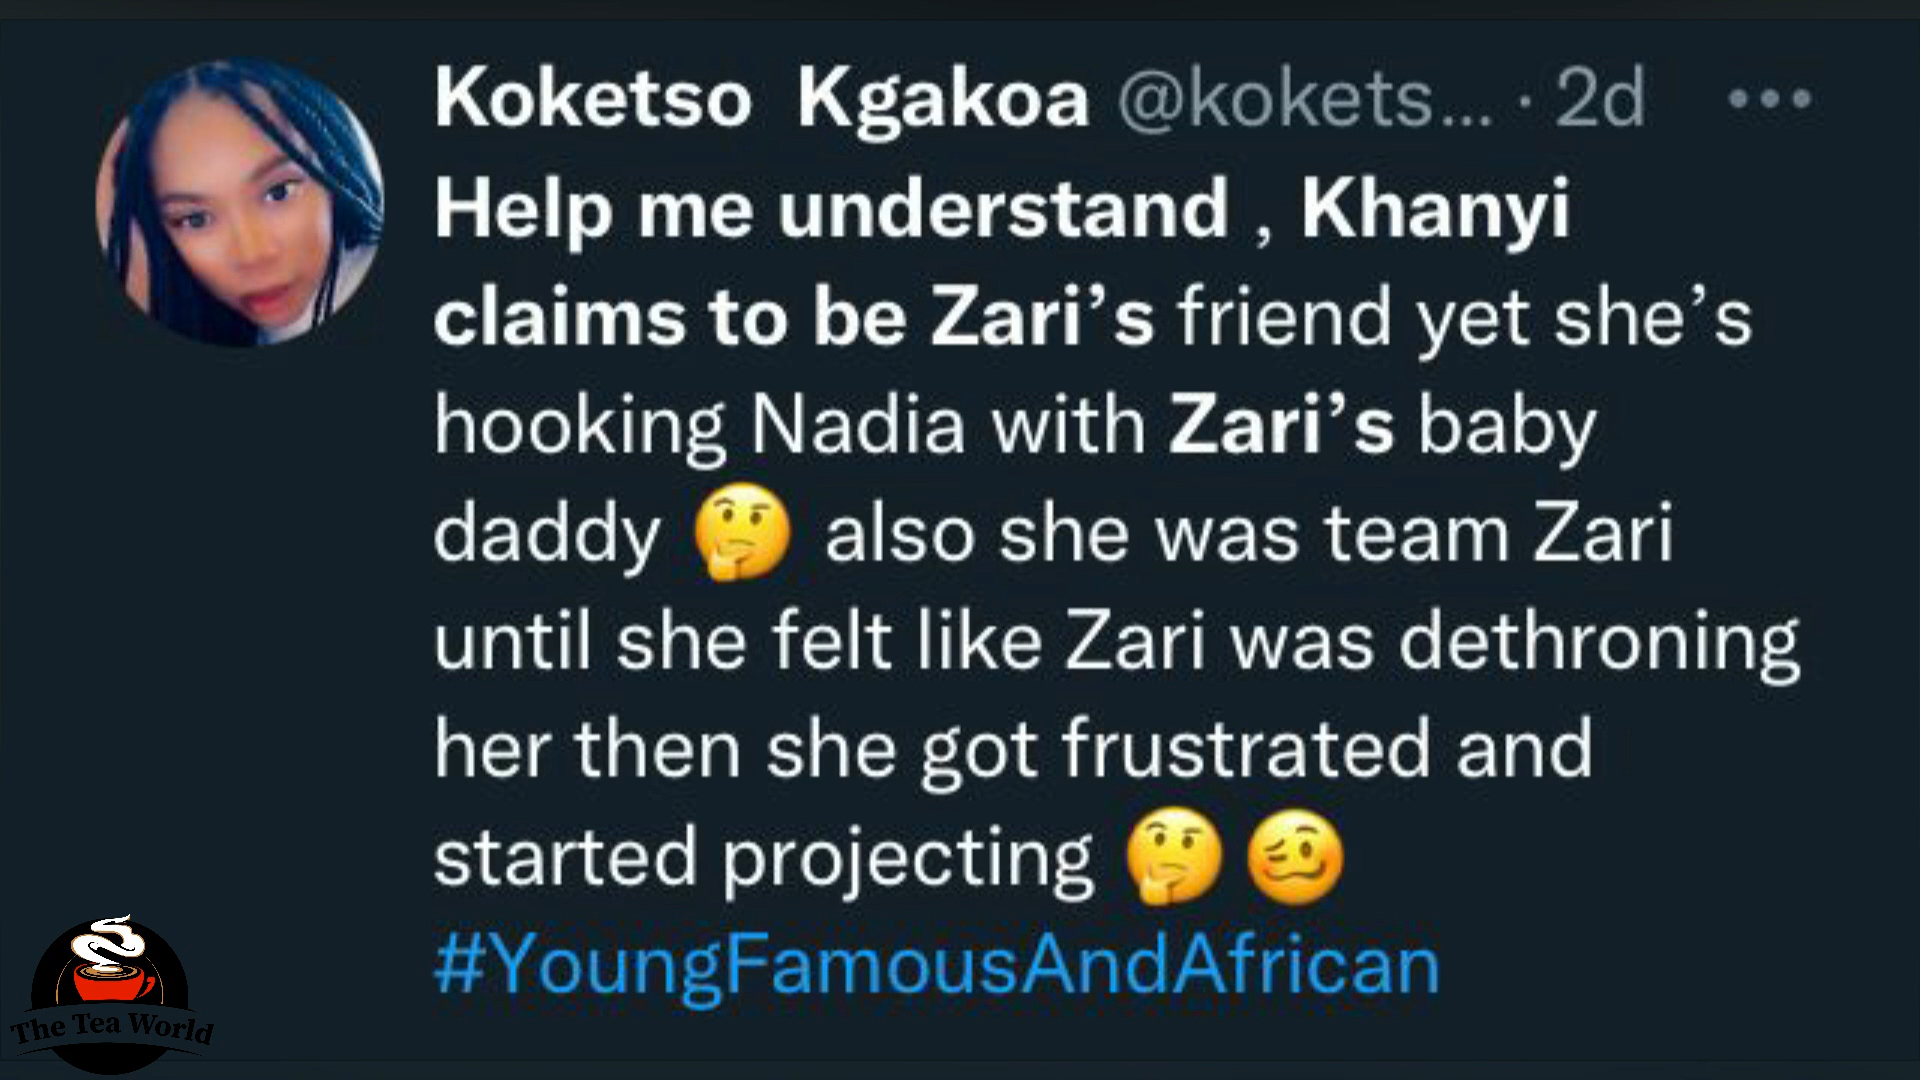 Koketso Kgakoa @kokets... · 2d
Help me understand , Khanyi
claims to be Zari’s friend yet she’s
hooking Nadia with Zari’s baby
daddy 🤔 also she was team Zari
until she felt like Zari was dethroning
her then she got frustrated and
started projecting 🤔 🥴
#YoungFamousAndAfrican
The Tea World